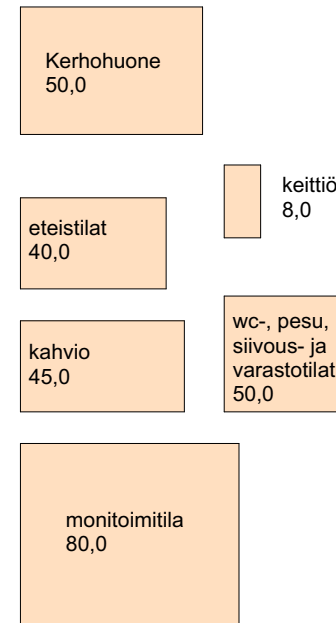 Kerhohuone
50,0
keittiö
8,0
eteistilat
40,0
wc-, pesu,
siivous- ja
varastotilat
50,0
kahvio
45,0
monitoimitila
80,0